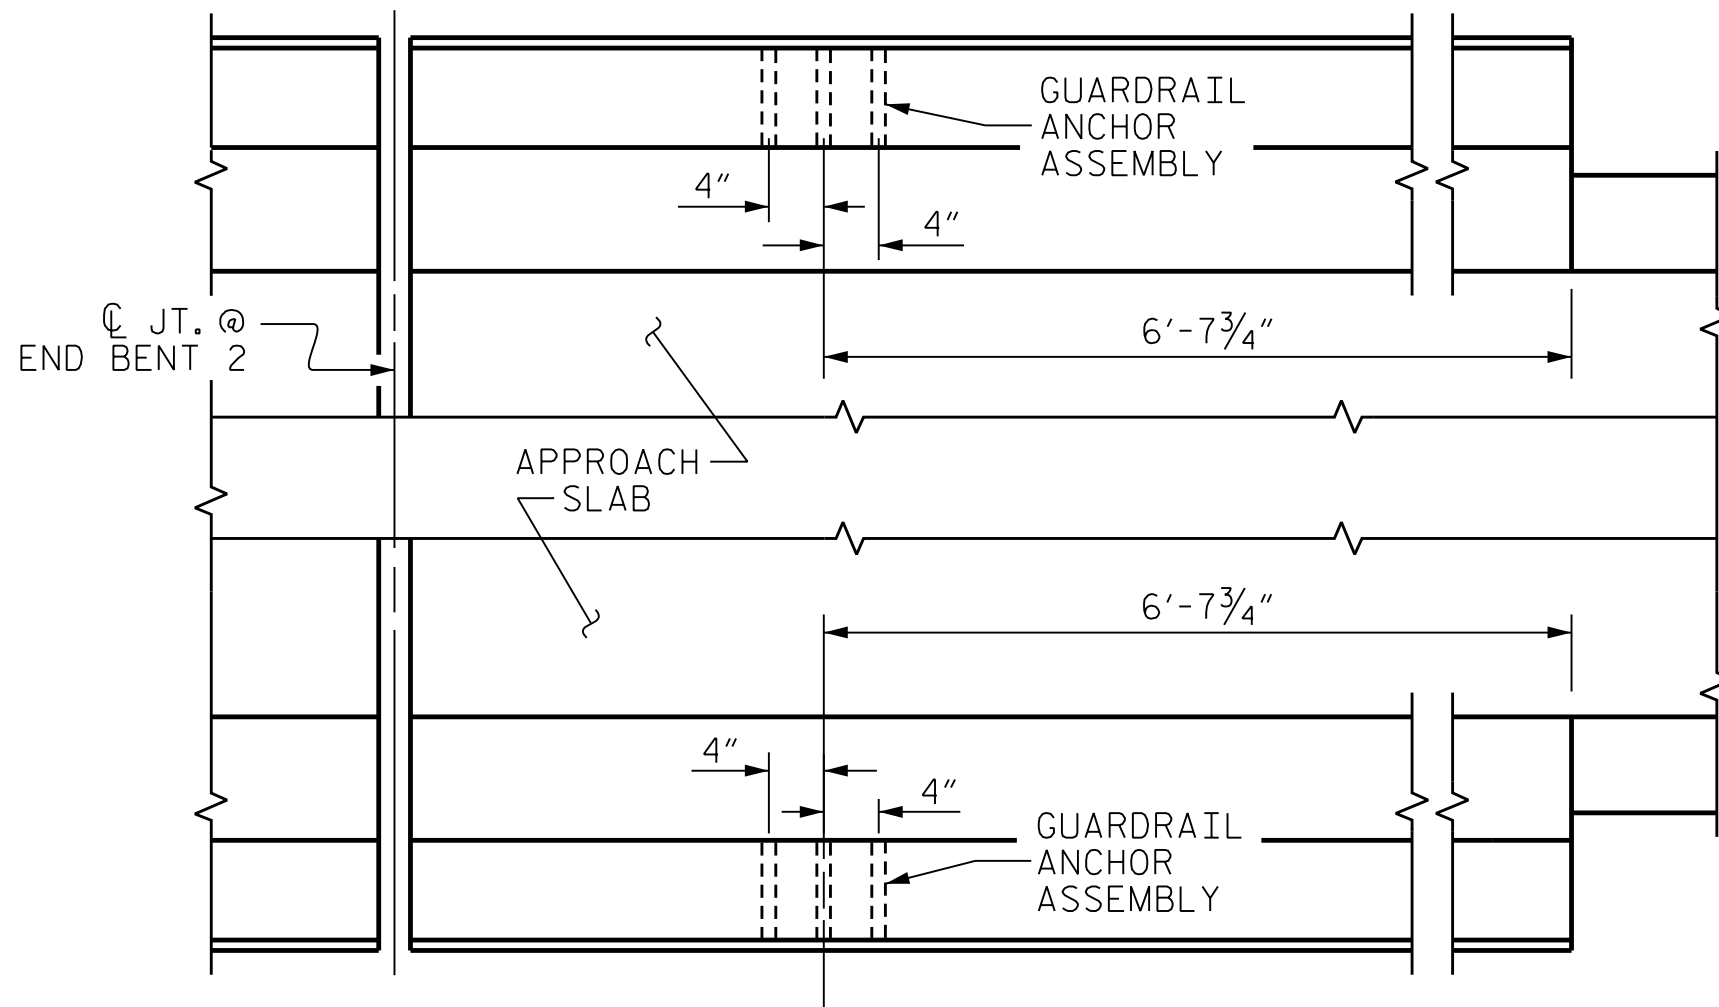 GUARDRAIL
ANCHOR
ASSEMBLY
4"
4"
℄ JT. @
END BENT 2
6'-7¾"
APPROACH
SLAB
6'-7¾"
4"
4"
GUARDRAIL
ANCHOR
ASSEMBLY